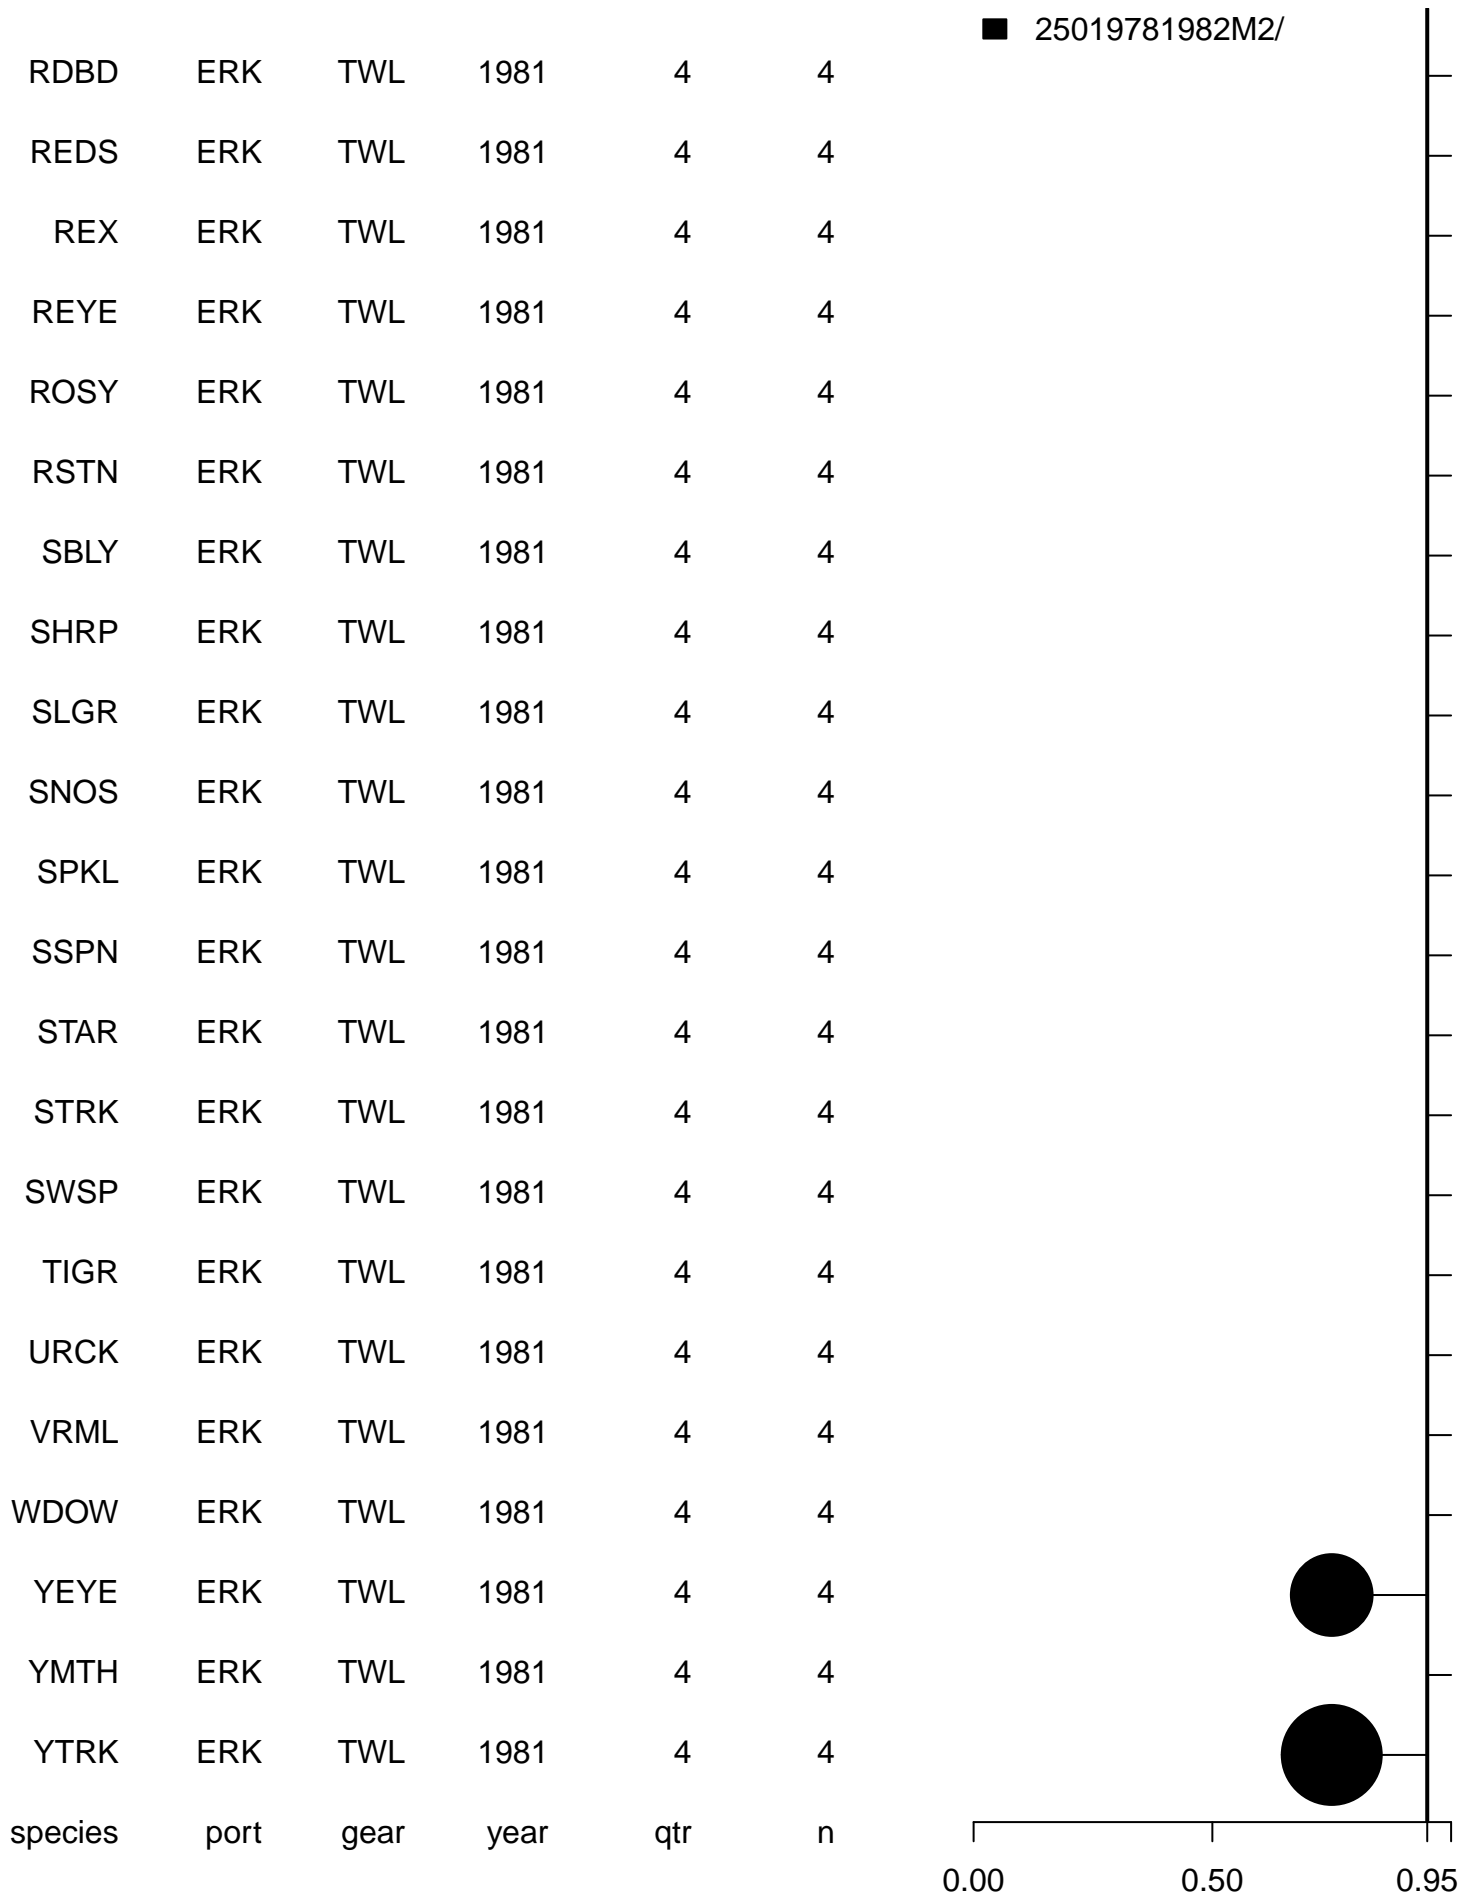 25019781982M2/
RDBD ERK TWL 1981 4 4
REDS ERK TWL 1981 4 4
REX ERK TWL 1981 4 4
REYE ERK TWL 1981 4 4
ROSY ERK TWL 1981 4 4
RSTN ERK TWL 1981 4 4
SBLY ERK TWL 1981 4 4
SHRP ERK TWL 1981 4 4
SLGR ERK TWL 1981 4 4
SNOS ERK TWL 1981 4 4
SPKL ERK TWL 1981 4 4
SSPN ERK TWL 1981 4 4
STAR ERK TWL 1981 4 4
STRK ERK TWL 1981 4 4
SWSP ERK TWL 1981 4 4
TIGR ERK TWL 1981 4 4
URCK ERK TWL 1981 4 4
VRML ERK TWL 1981 4 4
WDOW ERK TWL 1981 4 4
YEYE ERK TWL 1981 4 4
YMTH ERK TWL 1981 4 4
YTRK ERK TWL 1981 4 4
species port gear year qtr n
0.00 0.50 0.95